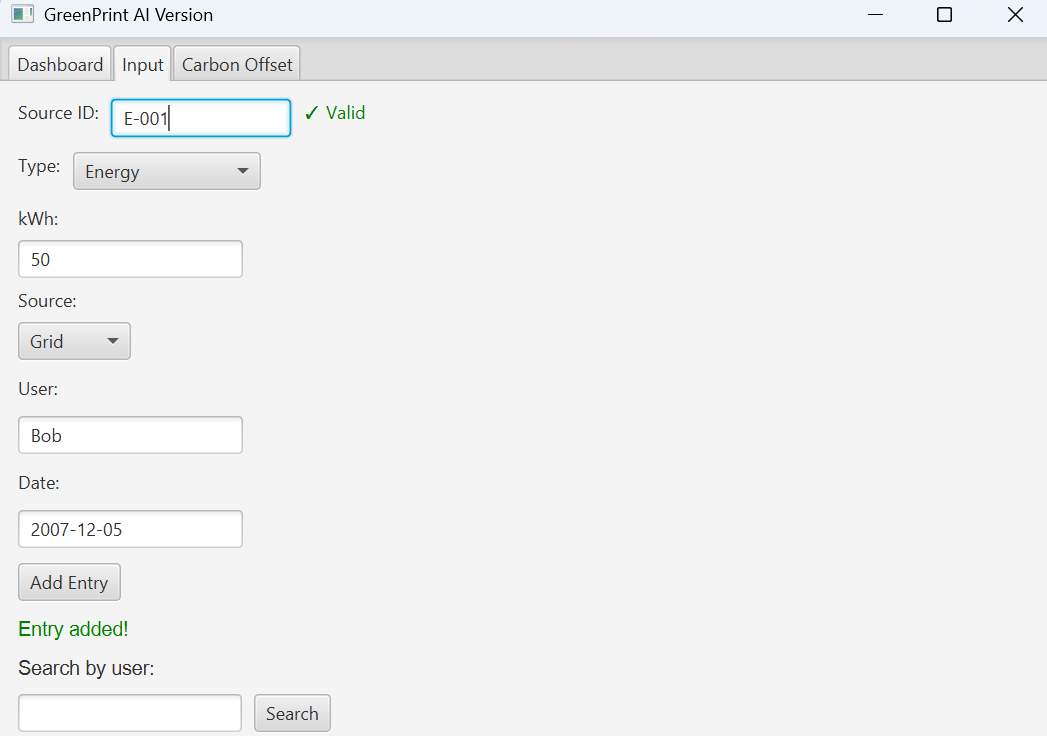 GreenPrint AI Version
Dashboard Input Carbon Offset
Source ID: E-001 ✓ Valid
Type: Energy
kWh:
50
Source:
Grid
User:
Bob
Date:
2007-12-05
Add Entry
Entry added!
Search by user:
Search